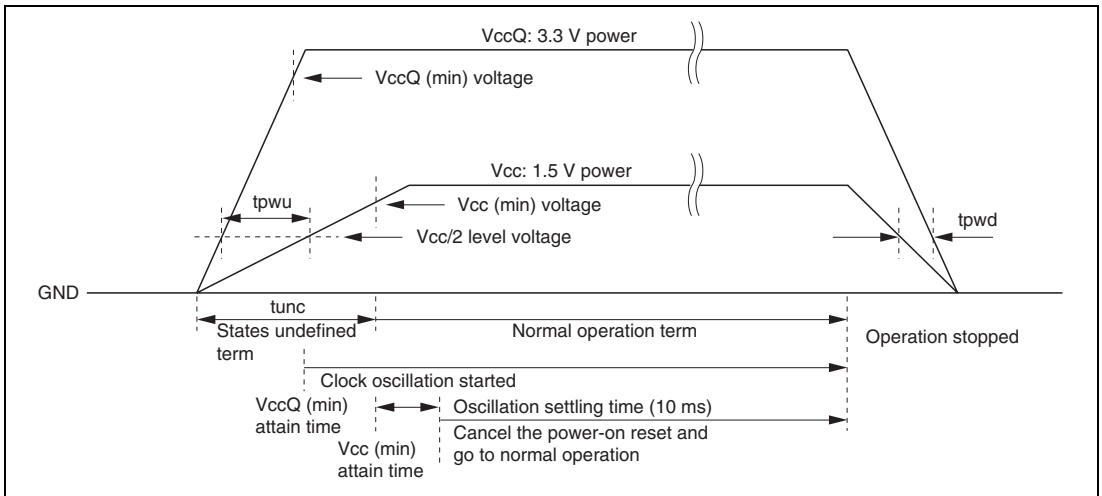 VccQ: 3.3 V power
VccQ (min) voltage
Vcc: 1.5 V power
tpwu
Vcc (min) voltage
Vcc/2 level voltage
tpwd
GND
tunc
States undefined
term
Normal operation term
Operation stopped
Clock oscillation started
VccQ (min)
attain time
Oscillation settling time (10 ms)
Vcc (min)
attain time
Cancel the power-on reset and
go to normal operation